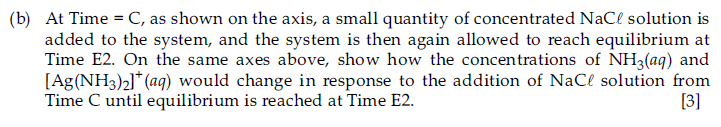 (b) At Time = C, as shown on the axis, a small quantity of concentrated NaCℓ solution is
added to the system, and the system is then again allowed to reach equilibrium at
Time E2. On the same axes above, show how the concentrations of NH₃(aq) and
[Ag(NH₃)₂]⁺(aq) would change in response to the addition of NaCℓ solution from
Time C until equilibrium is reached at Time E2. [3]